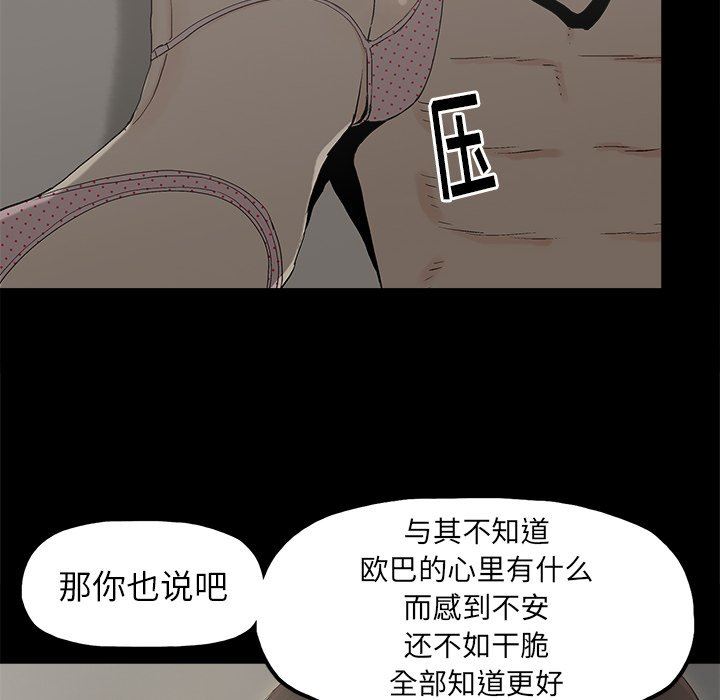 压
那你也说吧
与其不知道
欧巴的心里有什么
而感到不安
还不如干脆
全部知道更好